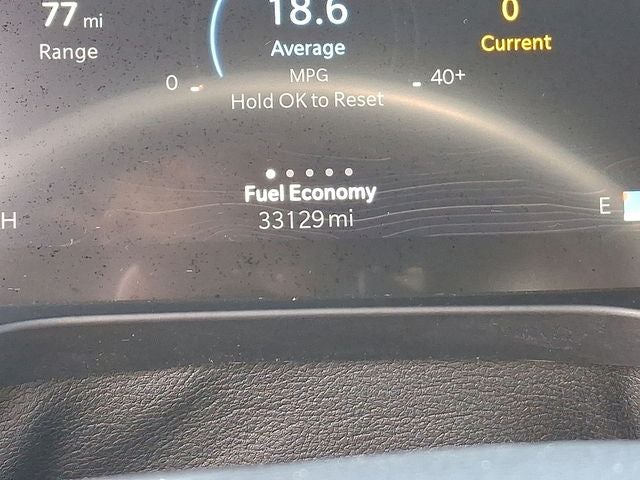 77 mi
Range
18.6
Average
MPG
0
Current
0
40+
Hold OK to Reset
Fuel Economy
33129 mi
H
E